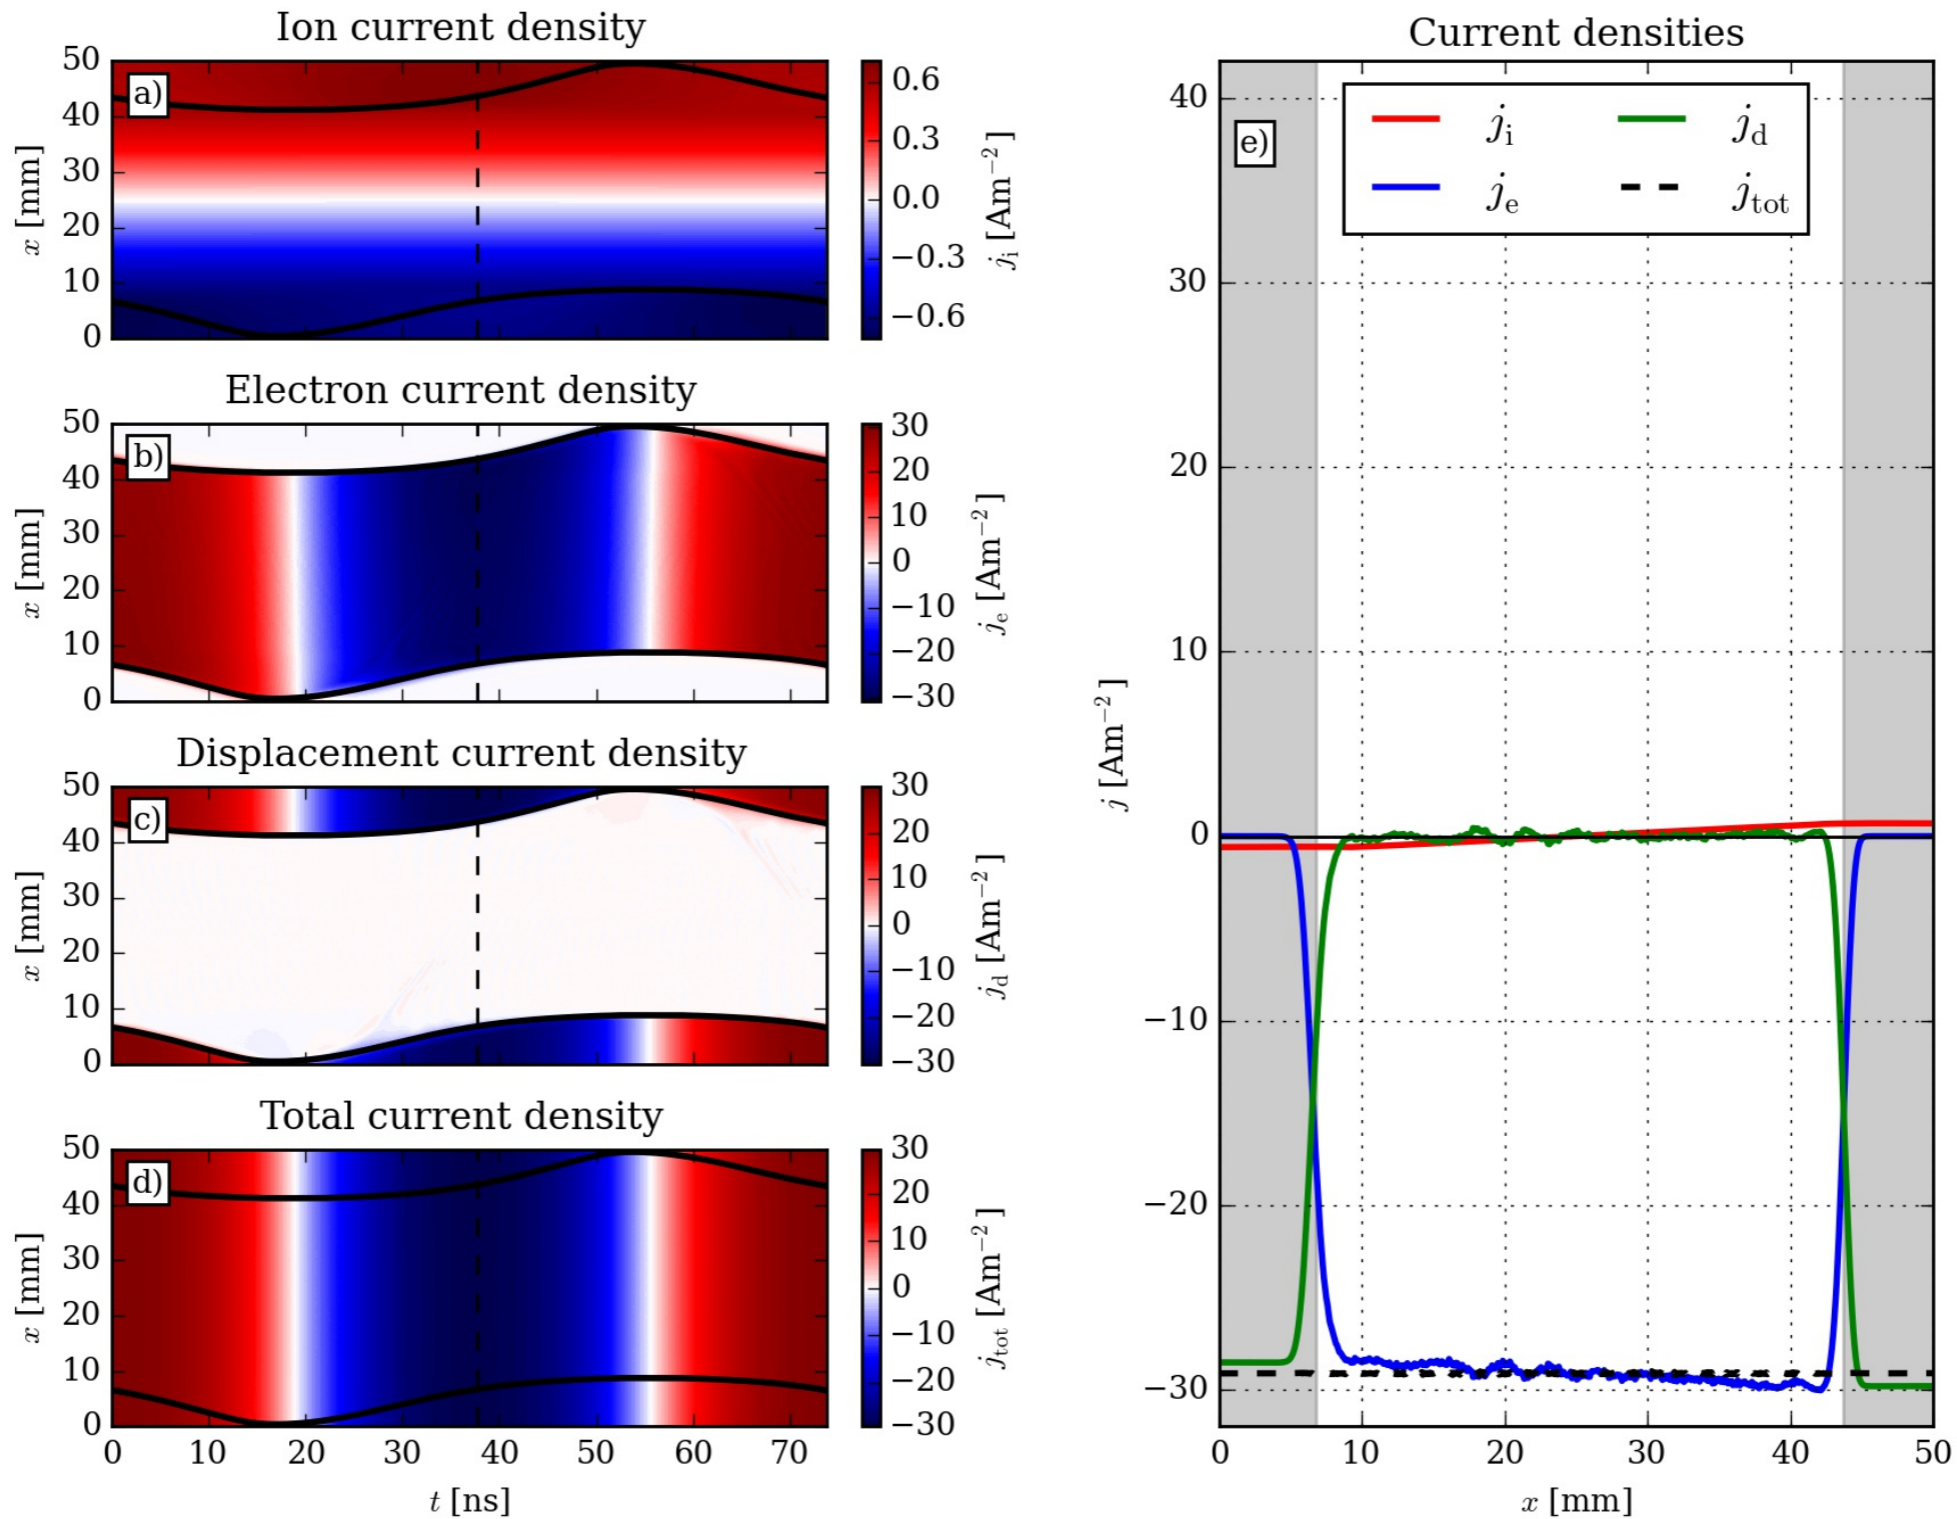 Ion current density
a)
50
40
30
20
10
0
x [mm]
0.6
0.3
0.0
−0.3
−0.6
j_i [Am^−2]
Electron current density
b)
50
40
30
20
10
0
x [mm]
30
20
10
0
−10
−20
−30
j_e [Am^−2]
Displacement current density
c)
50
40
30
20
10
0
x [mm]
30
20
10
0
−10
−20
−30
j_d [Am^−2]
Total current density
d)
50
40
30
20
10
0
x [mm]
30
20
10
0
−10
−20
−30
j_tot [Am^−2]
0 10 20 30 40 50 60 70
t [ns]
Current densities
e)
j_i j_d
j_e j_tot
40
30
20
10
0
−10
−20
−30
j [Am^−2]
0 10 20 30 40 50
x [mm]